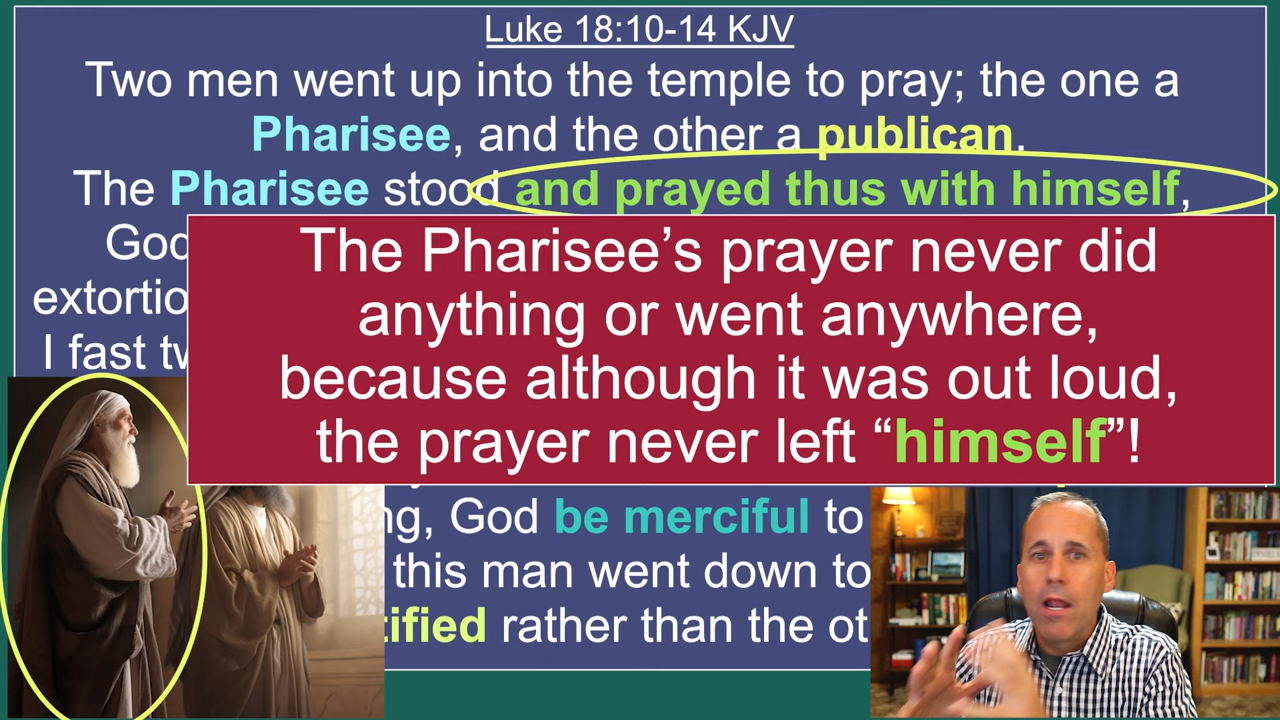 Luke 18:10-14 KJV
Two men went up into the temple to pray; the one a
Pharisee, and the other a publican.
The Pharisee stood and prayed thus with himself,
God
extortio
I fast tw
The Pharisee’s prayer never did
anything or went anywhere,
because although it was out loud,
the prayer never left “himself”!
ng, God be merciful to
this man went down to
tified rather than the ot